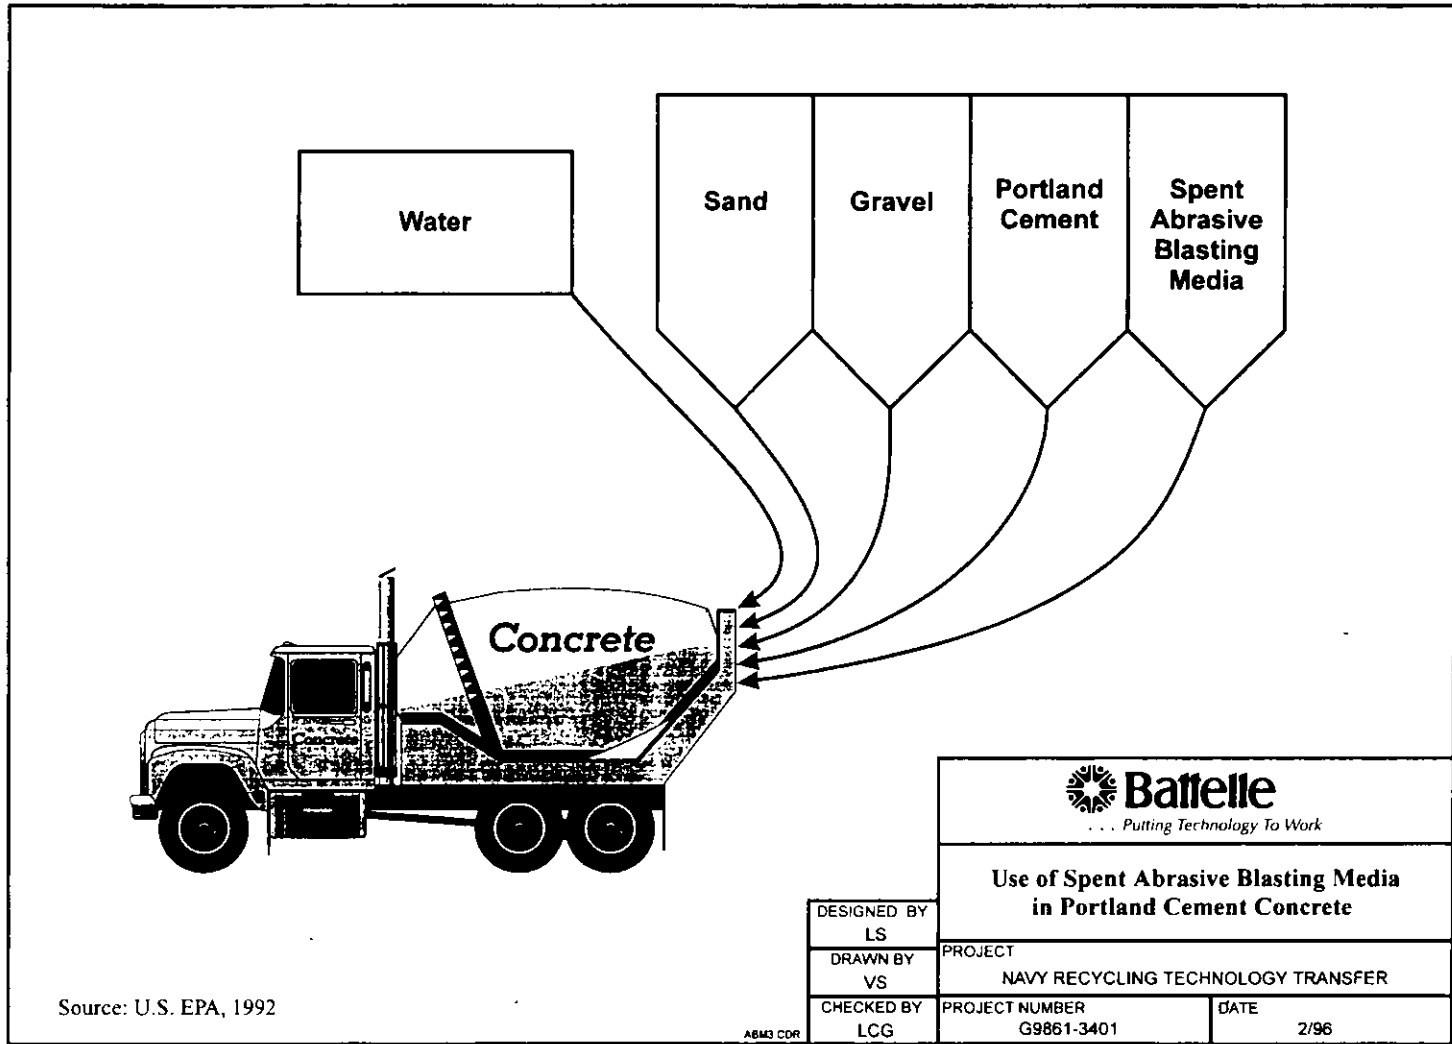 Water
Sand
Gravel
Portland
Cement
Spent
Abrasive
Blasting
Media
Concrete
Concrete
Battelle
. . . Putting Technology To Work
Use of Spent Abrasive Blasting Media
in Portland Cement Concrete
DESIGNED BY
LS
DRAWN BY
VS
CHECKED BY
LCG
PROJECT
NAVY RECYCLING TECHNOLOGY TRANSFER
PROJECT NUMBER
G9861-3401
DATE
2/96
Source: U.S. EPA, 1992
ABM3 CDR